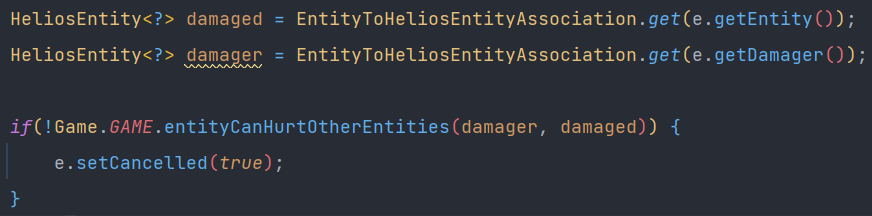 HeliosEntity<?> damaged = EntityToHeliosEntityAssociation.get(e.getEntity());
HeliosEntity<?> damager = EntityToHeliosEntityAssociation.get(e.getDamager());
if(!Game.GAME.entityCanHurtOtherEntities(damager, damaged)) {
    e.setCancelled(true);
}